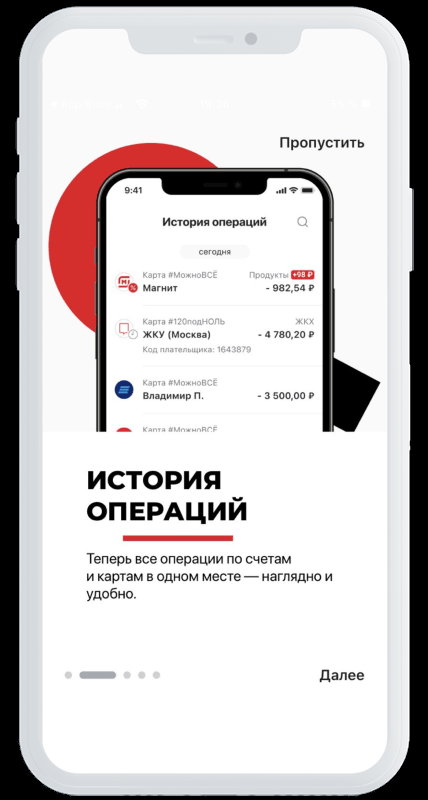 Пропустить
9:41
История операций
сегодня
Карта #МожноВСЁ Продукты +98 ₽
Магнит - 982,54 ₽
Карта #120подНОЛЬ ЖКХ
ЖКУ (Москва) - 4 780,20 ₽
Код плательщика: 1643879
Карта #МожноВСЁ
Владимир П. - 3 500,00 ₽
Карта #МожноВСЁ
ИСТОРИЯ
ОПЕРАЦИЙ
Теперь все операции по счетам
и картам в одном месте — наглядно и
удобно.
Далее